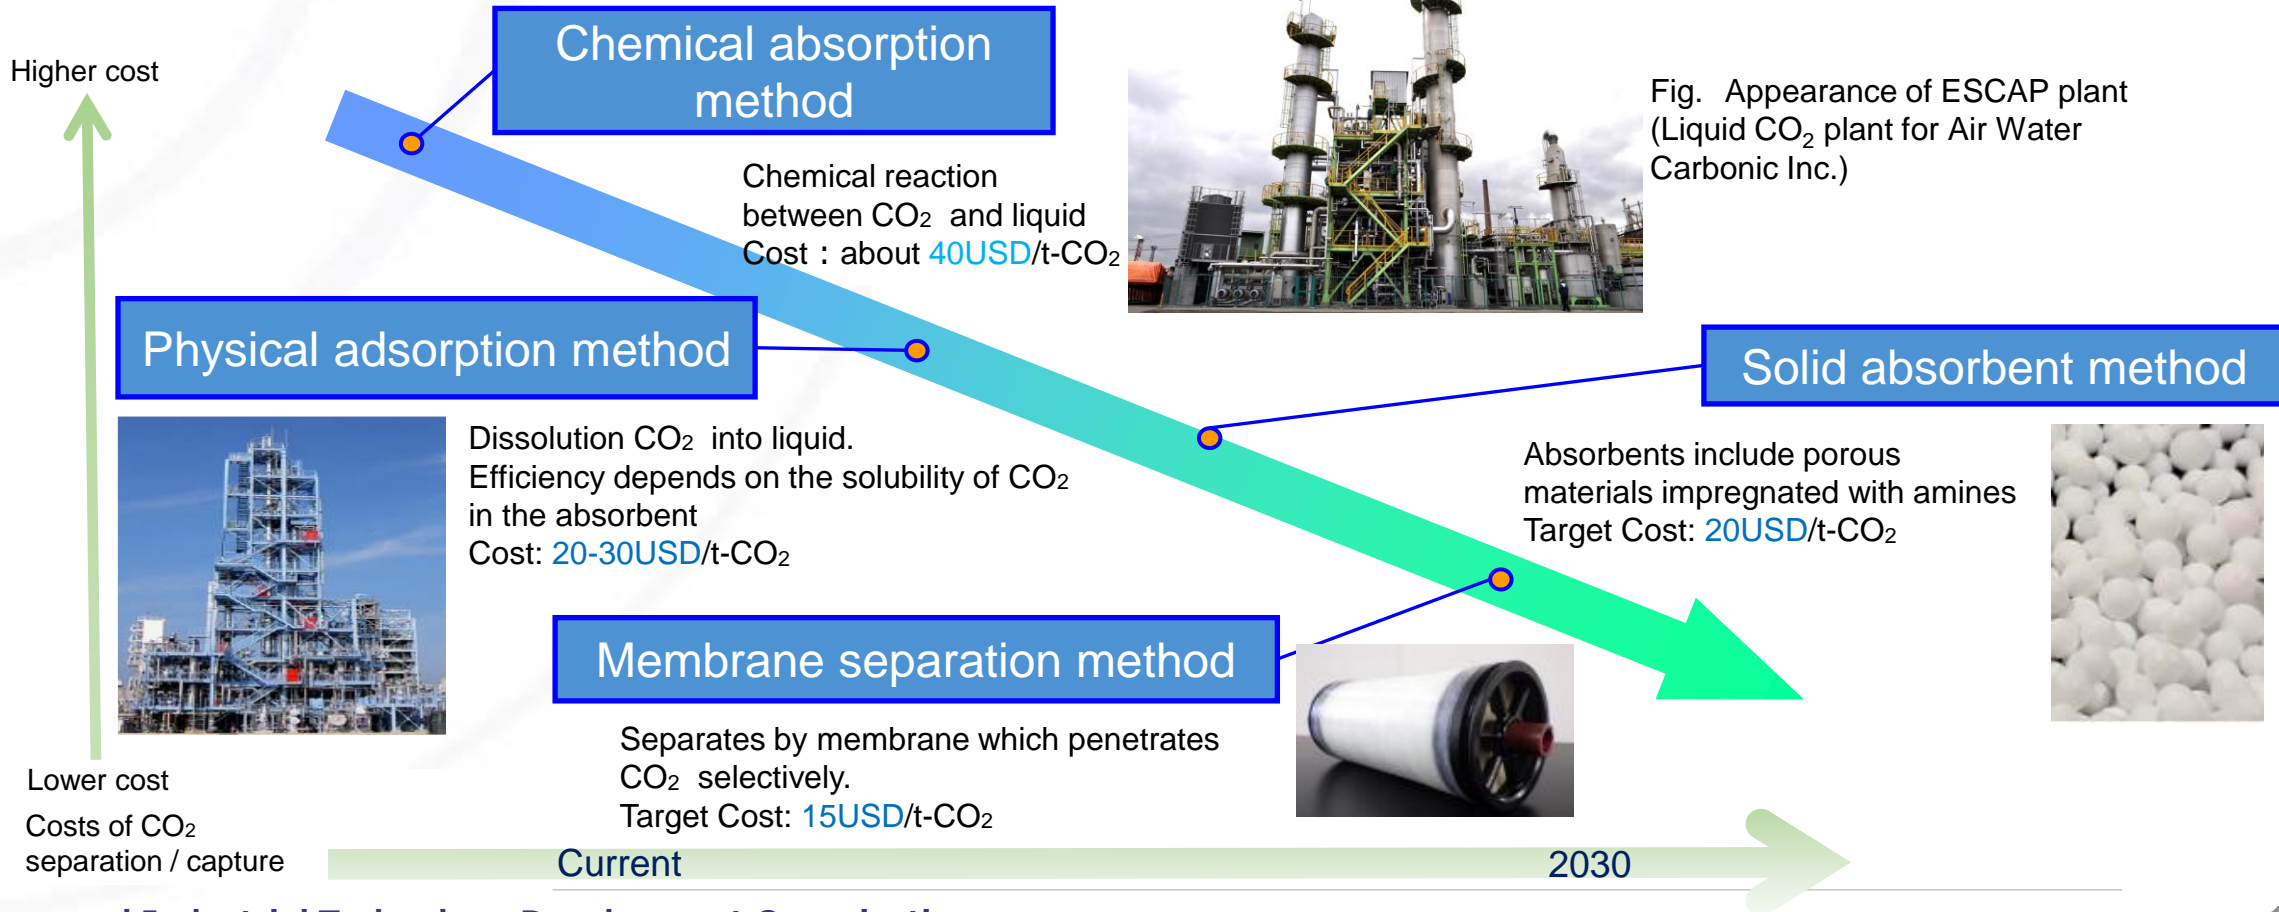 Higher cost
Chemical absorption
method
Chemical reaction
between CO2 and liquid
Cost：about 40USD/t-CO2
Fig. Appearance of ESCAP plant
(Liquid CO2 plant for Air Water
Carbonic Inc.)
Physical adsorption method
Dissolution CO2 into liquid.
Efficiency depends on the solubility of CO2
in the absorbent
Cost: 20-30USD/t-CO2
Solid absorbent method
Absorbents include porous
materials impregnated with amines
Target Cost: 20USD/t-CO2
Membrane separation method
Separates by membrane which penetrates
CO2 selectively.
Target Cost: 15USD/t-CO2
Lower cost
Costs of CO2
separation / capture
Current
2030